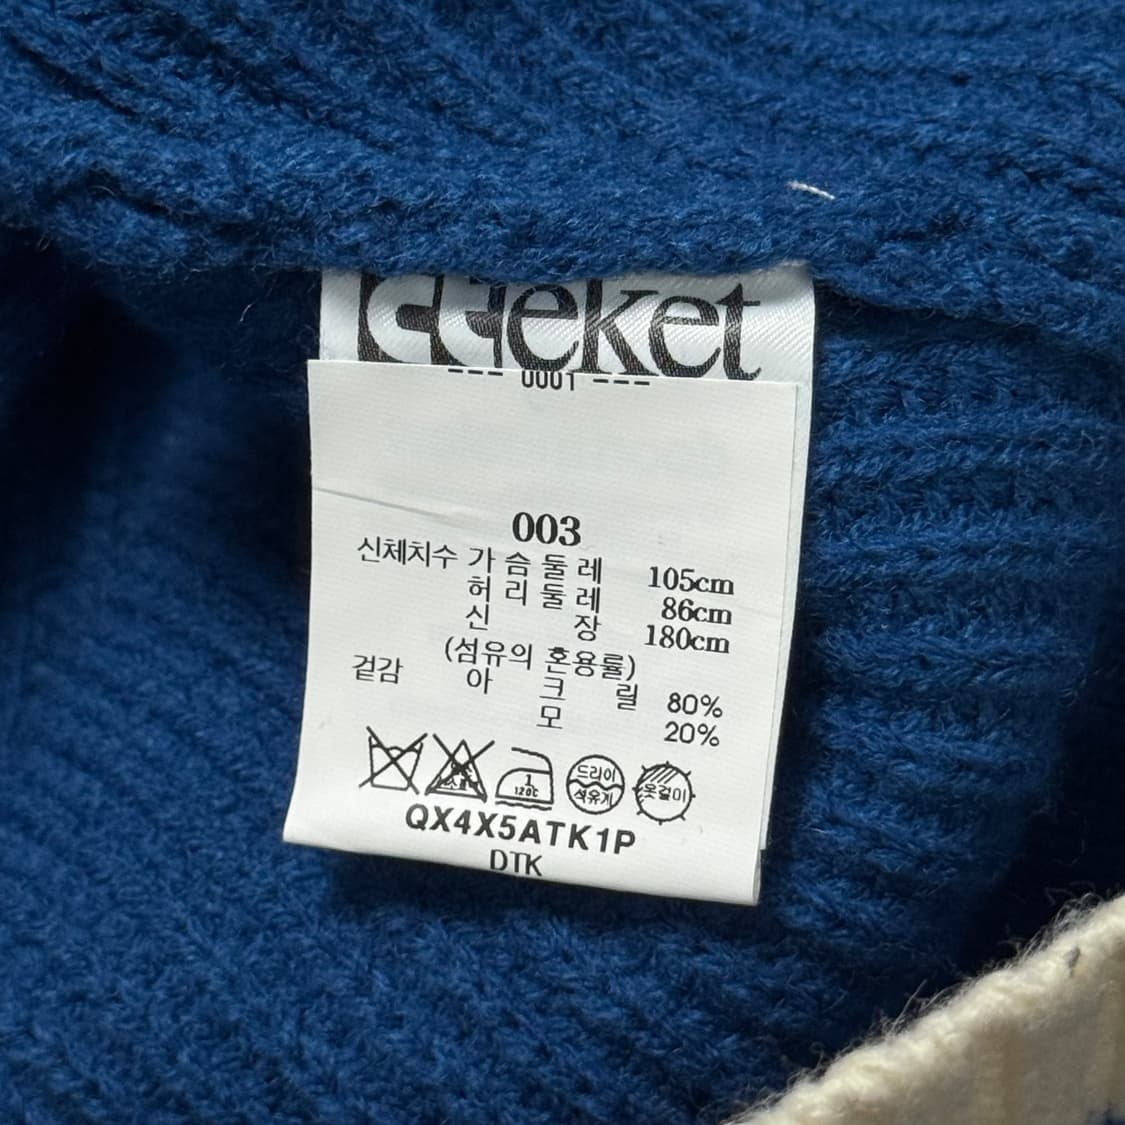 eket
--- 0001 ---
003
신체치수 가슴둘레 105cm
허리둘레 86cm
신 장 180cm
(섬유의 혼용률)
겉감 아 크 릴 80%
모 20%
1
120℃
드라이
석유계
옷걸이
QX4X5ATK1P
DTK